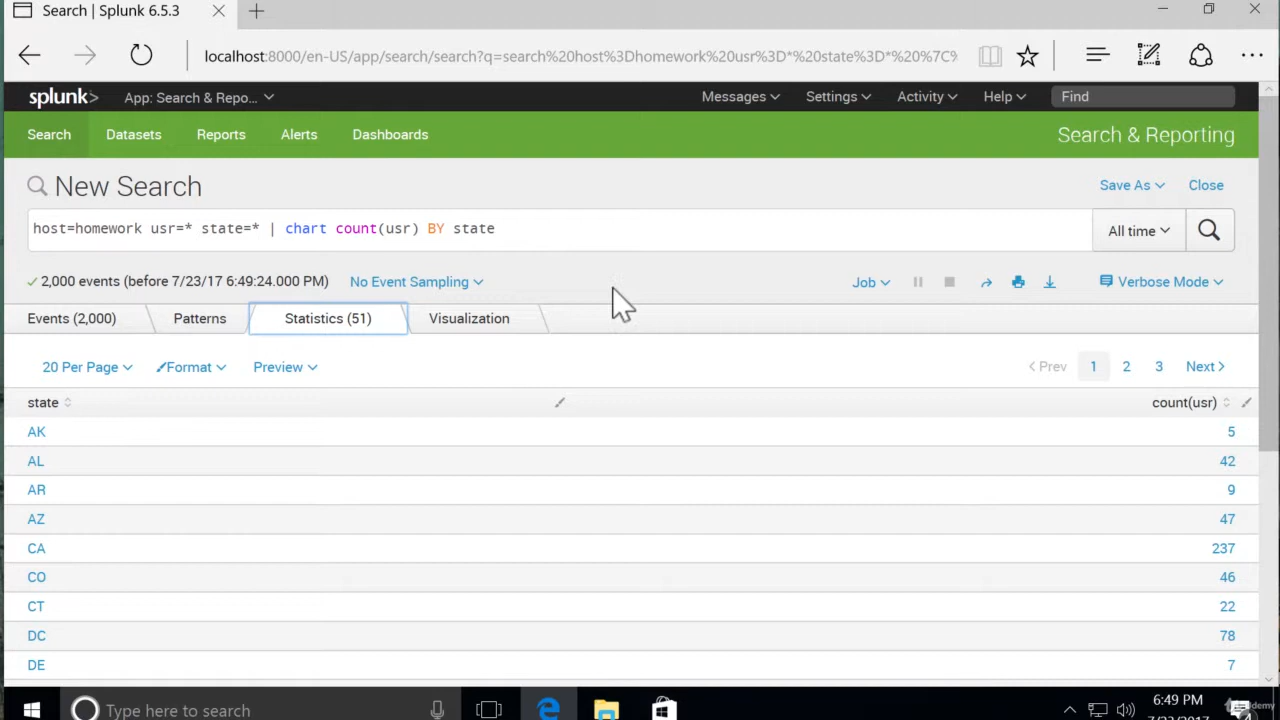 Search | Splunk 6.5.3
localhost:8000/en-US/app/search/search?q=search%20host%3Dhomework%20usr%3D*%20state%3D*%20%7C%
splunk> App: Search & Repo... Messages Settings Activity Help Find
Search Datasets Reports Alerts Dashboards Search & Reporting
New Search Save As Close
host=homework usr=* state=* | chart count(usr) BY state All time
2,000 events (before 7/23/17 6:49:24.000 PM) No Event Sampling Job Verbose Mode
Events (2,000) Patterns Statistics (51) Visualization
20 Per Page Format Preview < Prev 1 2 3 Next >
state count(usr)
AK 5
AL 42
AR 9
AZ 47
CA 237
CO 46
CT 22
DC 78
DE 7
Type here to search 6:49 PM